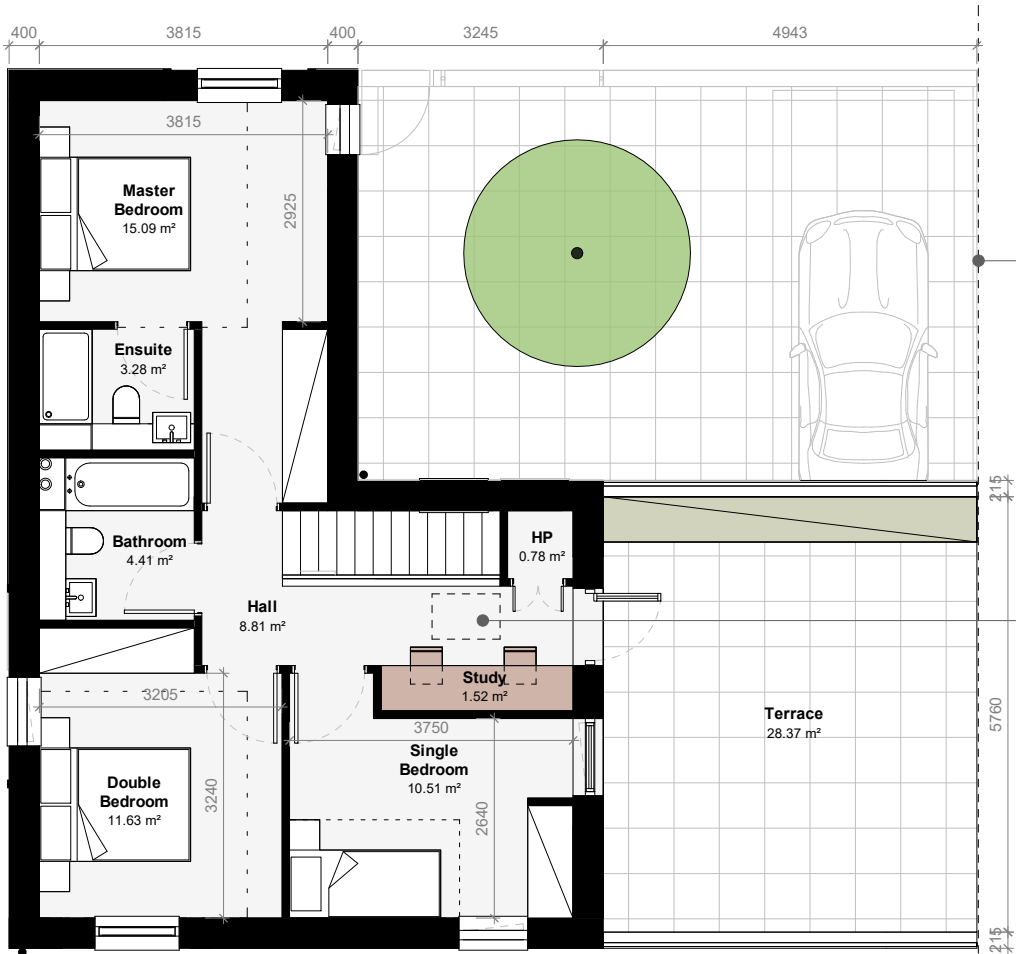 400 3815 400 3245 4943
3815
Master
Bedroom
15.09 m²
2925
Ensuite
3.28 m²
215
HP
0.78 m²
Bathroom
4.41 m²
Hall
8.81 m²
Study
1.52 m²
3205
3750
Terrace
28.37 m²
5760
Single
Bedroom
10.51 m²
Double
Bedroom
11.63 m²
3240
2640
215